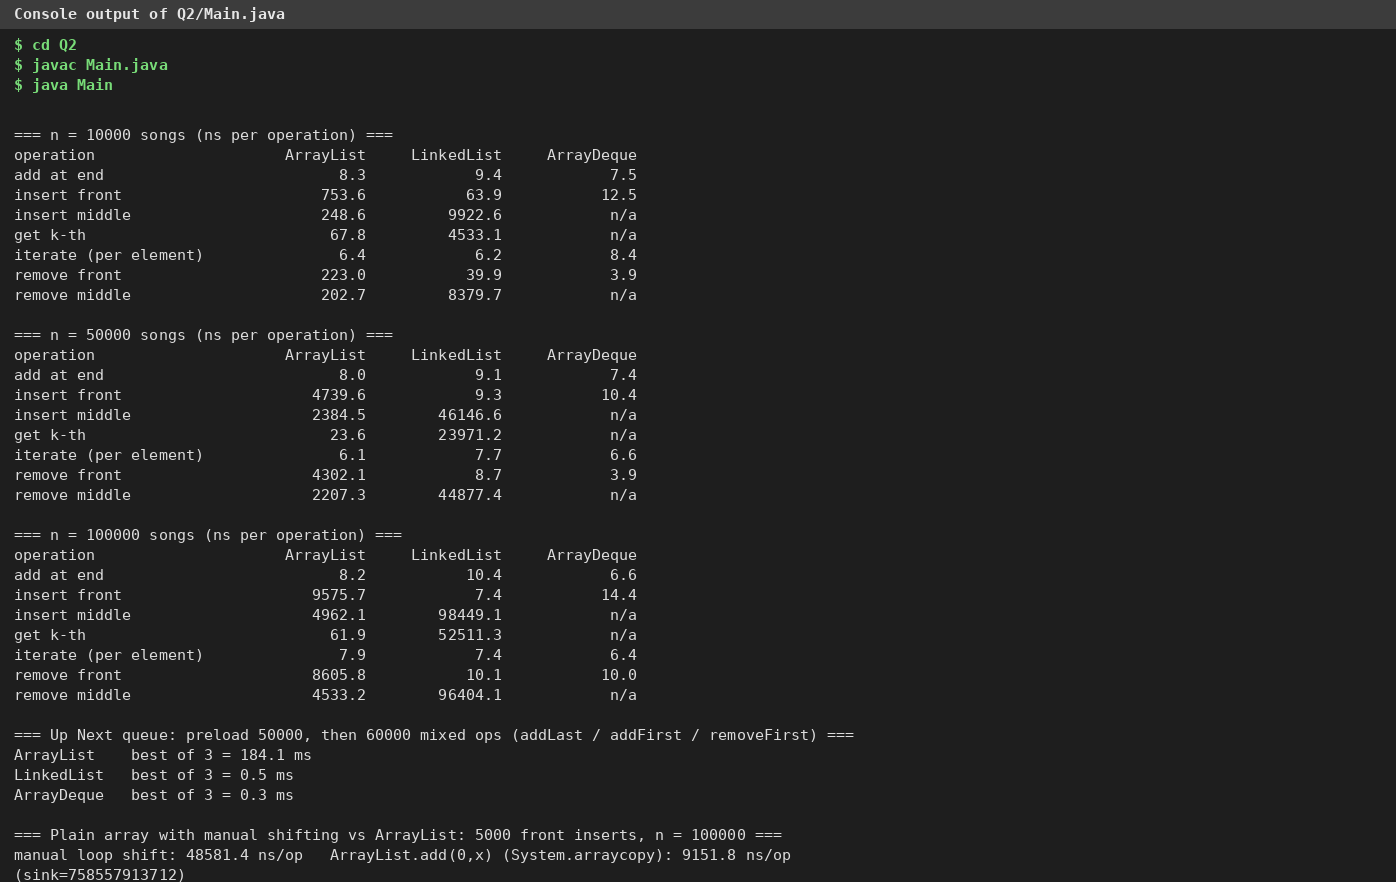 Console output of Q2/Main.java
$ cd Q2
$ javac Main.java
$ java Main
=== n = 10000 songs (ns per operation) ===
operation                     ArrayList     LinkedList     ArrayDeque
add at end                          8.3            9.4            7.5
insert front                      753.6           63.9           12.5
insert middle                     248.6         9922.6            n/a
get k-th                           67.8         4533.1            n/a
iterate (per element)               6.4            6.2            8.4
remove front                      223.0           39.9            3.9
remove middle                     202.7         8379.7            n/a
=== n = 50000 songs (ns per operation) ===
operation                     ArrayList     LinkedList     ArrayDeque
add at end                          8.0            9.1            7.4
insert front                     4739.6            9.3           10.4
insert middle                    2384.5        46146.6            n/a
get k-th                           23.6        23971.2            n/a
iterate (per element)               6.1            7.7            6.6
remove front                     4302.1            8.7            3.9
remove middle                    2207.3        44877.4            n/a
=== n = 100000 songs (ns per operation) ===
operation                     ArrayList     LinkedList     ArrayDeque
add at end                          8.2           10.4            6.6
insert front                     9575.7            7.4           14.4
insert middle                    4962.1        98449.1            n/a
get k-th                           61.9        52511.3            n/a
iterate (per element)               7.9            7.4            6.4
remove front                     8605.8           10.1           10.0
remove middle                    4533.2        96404.1            n/a
=== Up Next queue: preload 50000, then 60000 mixed ops (addLast / addFirst / removeFirst) ===
ArrayList    best of 3 = 184.1 ms
LinkedList   best of 3 = 0.5 ms
ArrayDeque   best of 3 = 0.3 ms
=== Plain array with manual shifting vs ArrayList: 5000 front inserts, n = 100000 ===
manual loop shift: 48581.4 ns/op   ArrayList.add(0,x) (System.arraycopy): 9151.8 ns/op
(sink=758557913712)